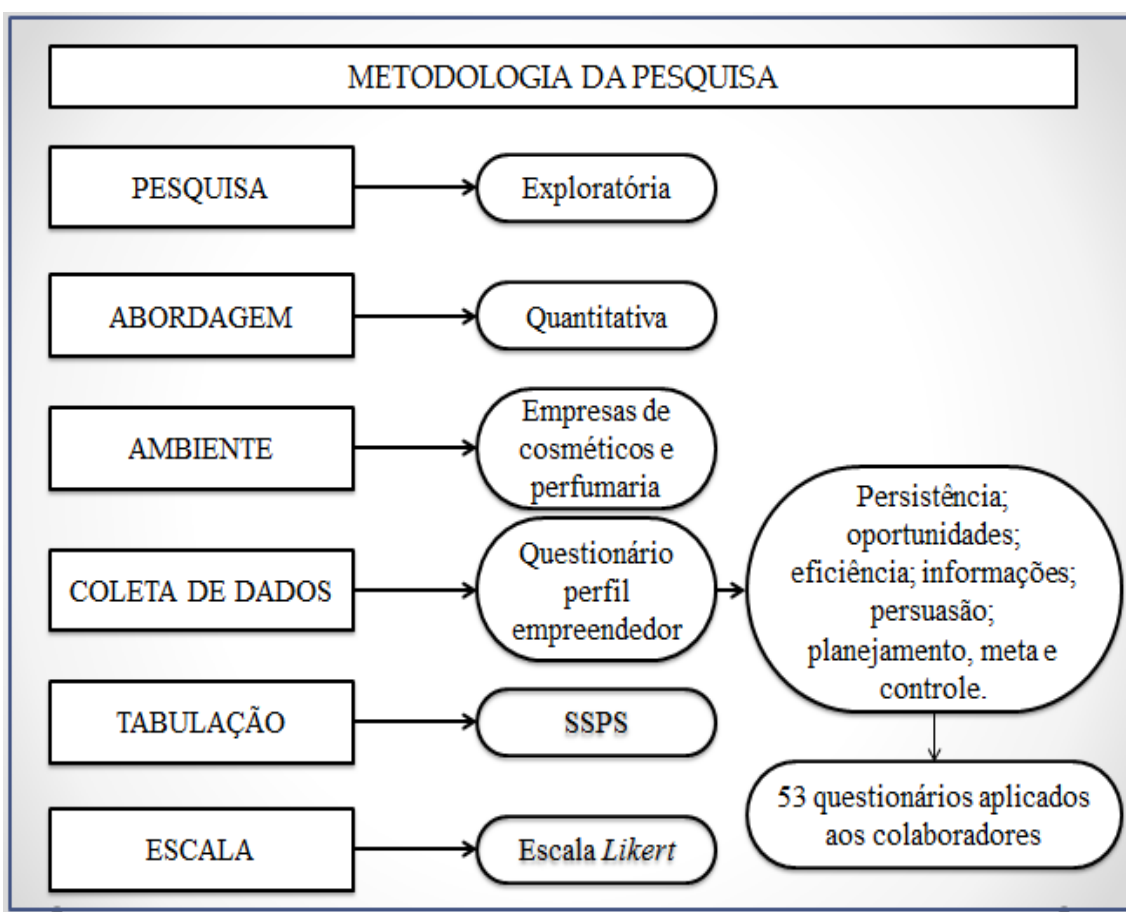 METODOLOGIA DA PESQUISA
PESQUISA
Exploratória
ABORDAGEM
Quantitativa
AMBIENTE
Empresas de
cosméticos e
perfumaria
COLETA DE DADOS
Questionário
perfil
empreendedor
Persistência;
oportunidades;
eficiência; informações;
persuasão;
planejamento, meta e
controle.
53 questionários aplicados
aos colaboradores
TABULAÇÃO
SSPS
ESCALA
Escala Likert